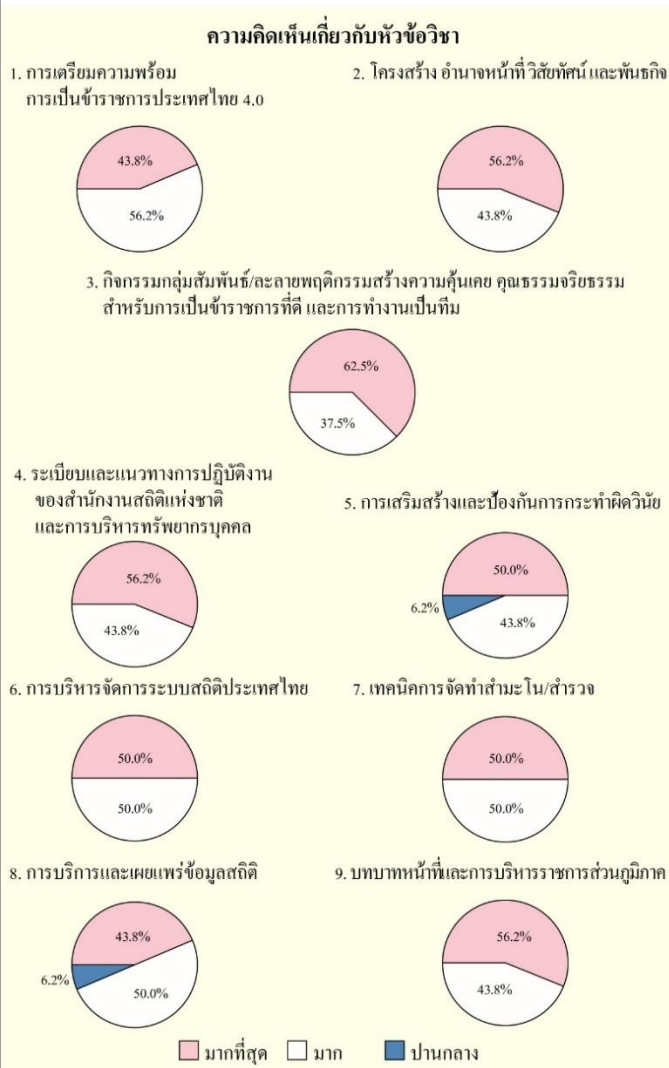 ความคิดเห็นเกี่ยวกับหัวข้อวิชา
1. การเตรียมความพร้อม
การเป็นข้าราชการประเทศไทย 4.0
43.8%
56.2%
2. โครงสร้าง อำนาจหน้าที่ วิสัยทัศน์ และพันธกิจ
56.2%
43.8%
3. กิจกรรมกลุ่มสัมพันธ์/ละลายพฤติกรรมสร้างความคุ้นเคย คุณธรรมจริยธรรม
สำหรับการเป็นข้าราชการที่ดี และการทำงานเป็นทีม
62.5%
37.5%
4. ระเบียบและแนวทางการปฏิบัติงาน
ของสำนักงานสถิติแห่งชาติ
และการบริหารทรัพยากรบุคคล
56.2%
43.8%
5. การเสริมสร้างและป้องกันการกระทำผิดวินัย
50.0%
6.2%
43.8%
6. การบริหารจัดการระบบสถิติประเทศไทย
50.0%
50.0%
7. เทคนิคการจัดทำสำมะโน/สำรวจ
50.0%
50.0%
8. การบริการและเผยแพร่ข้อมูลสถิติ
43.8%
6.2%
50.0%
9. บทบาทหน้าที่และการบริหารราชการส่วนภูมิภาค
56.2%
43.8%
มากที่สุด มาก ปานกลาง